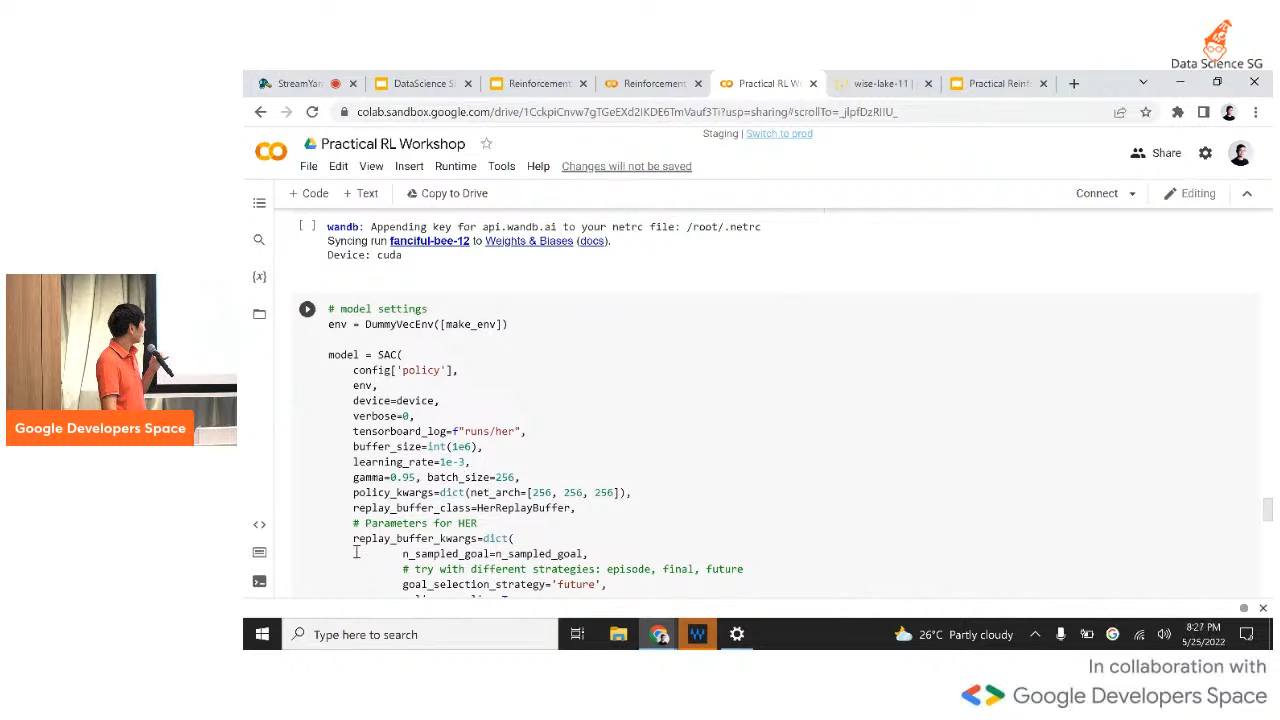 Data Science SG
StreamYar
DataScience S
Reinforcement
Reinforcement
Practical RL W
wise-lake-11 |
Practical Reinf
colab.sandbox.google.com/drive/1CckpiCnvw7gTGeEXd2IKDE6TmVauf3Ti?usp=sharing#scrollTo=_jlpfDzRIIU_
Staging | Switch to prod
Practical RL Workshop
File Edit View Insert Runtime Tools Help Changes will not be saved
Share
+ Code + Text Copy to Drive
Connect
Editing
[ ] wandb: Appending key for api.wandb.ai to your netrc file: /root/.netrc
Syncing run fanciful-bee-12 to Weights & Biases (docs).
Device: cuda
# model settings
env = DummyVecEnv([make_env])
model = SAC(
config['policy'],
env,
device=device,
verbose=0,
tensorboard_log=f"runs/her",
buffer_size=int(1e6),
learning_rate=1e-3,
gamma=0.95, batch_size=256,
policy_kwargs=dict(net_arch=[256, 256, 256]),
replay_buffer_class=HerReplayBuffer,
# Parameters for HER
replay_buffer_kwargs=dict(
n_sampled_goal=n_sampled_goal,
# try with different strategies: episode, final, future
goal_selection_strategy='future',
Google Developers Space
Type here to search
26°C Partly cloudy
8:27 PM
5/25/2022
In collaboration with
Google Developers Space